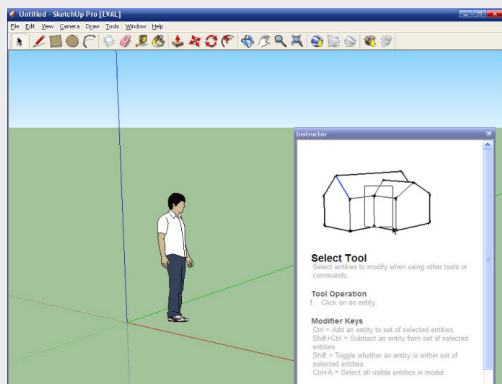 Untitled - SketchUp Pro [EVAL]
File Edit View Camera Draw Tools Window Help
Instructor
Select Tool
Select entities to modify when using other tools or
commands.
Tool Operation
1. Click on an entity.
Modifier Keys
Ctrl = Add an entity to set of selected entities
Shift+Ctrl = Subtract an entity from set of selected
entities
Shift = Toggle whether an entity is within set of
selected entities
Ctrl+A = Select all visible entities in model